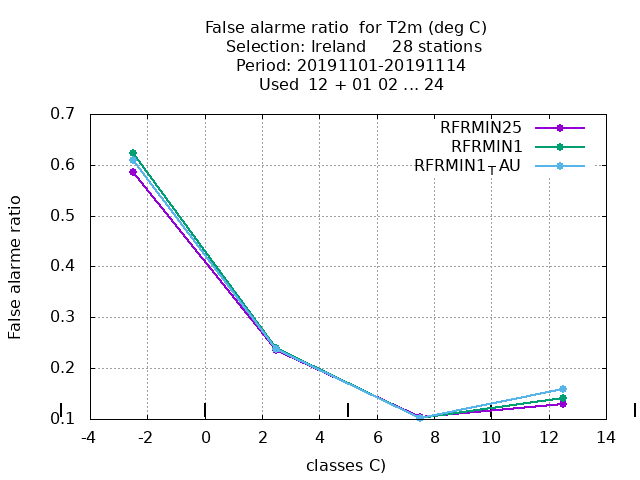 False alarme ratio  for T2m (deg C)
Selection: Ireland     28 stations
Period: 20191101-20191114
Used  12 + 01 02 ... 24
RFRMIN25
RFRMIN1
RFRMIN1TAU
False alarme ratio
0.7
0.6
0.5
0.4
0.3
0.2
0.1
-4 -2 0 2 4 6 8 10 12 14
classes C)